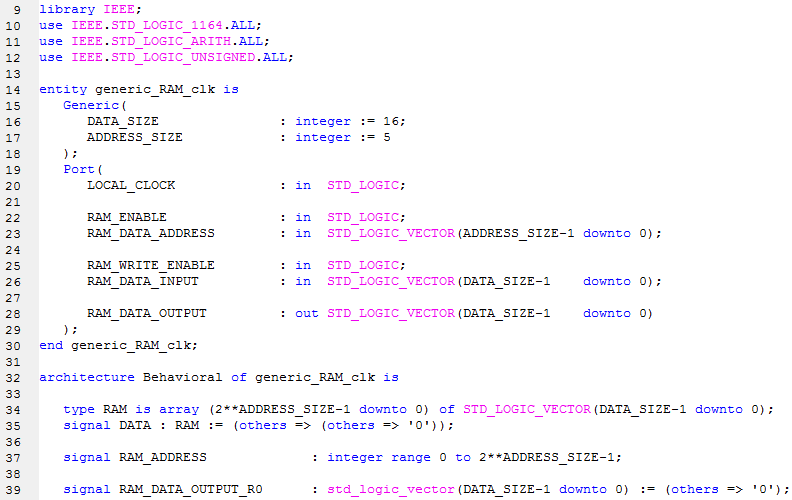 9 library IEEE;
10 use IEEE.STD_LOGIC_1164.ALL;
11 use IEEE.STD_LOGIC_ARITH.ALL;
12 use IEEE.STD_LOGIC_UNSIGNED.ALL;
13
14 entity generic_RAM_clk is
15    Generic(
16       DATA_SIZE               : integer := 16;
17       ADDRESS_SIZE            : integer := 5
18    );
19    Port(
20       LOCAL_CLOCK             : in  STD_LOGIC;
21
22       RAM_ENABLE              : in  STD_LOGIC;
23       RAM_DATA_ADDRESS        : in  STD_LOGIC_VECTOR(ADDRESS_SIZE-1 downto 0);
24
25       RAM_WRITE_ENABLE        : in  STD_LOGIC;
26       RAM_DATA_INPUT          : in  STD_LOGIC_VECTOR(DATA_SIZE-1    downto 0);
27
28       RAM_DATA_OUTPUT         : out STD_LOGIC_VECTOR(DATA_SIZE-1    downto 0)
29    );
30 end generic_RAM_clk;
31
32 architecture Behavioral of generic_RAM_clk is
33
34    type RAM is array (2**ADDRESS_SIZE-1 downto 0) of STD_LOGIC_VECTOR(DATA_SIZE-1 downto 0);
35    signal DATA : RAM := (others => (others => '0'));
36
37    signal RAM_ADDRESS             : integer range 0 to 2**ADDRESS_SIZE-1;
38
39    signal RAM_DATA_OUTPUT_R0      : std_logic_vector(DATA_SIZE-1 downto 0) := (others => '0');